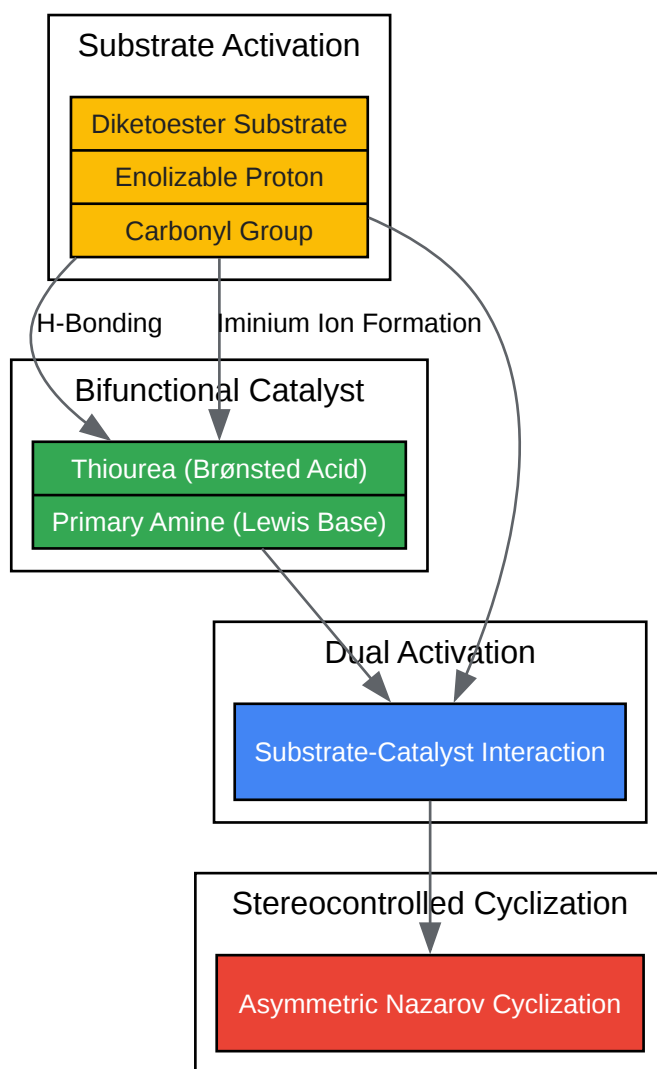 Substrate Activation
Diketoester Substrate
Enolizable Proton
Carbonyl Group
H-Bonding
Iminium Ion Formation
Bifunctional Catalyst
Thiourea (Brønsted Acid)
Primary Amine (Lewis Base)
Dual Activation
Substrate-Catalyst Interaction
Stereocontrolled Cyclization
Asymmetric Nazarov Cyclization